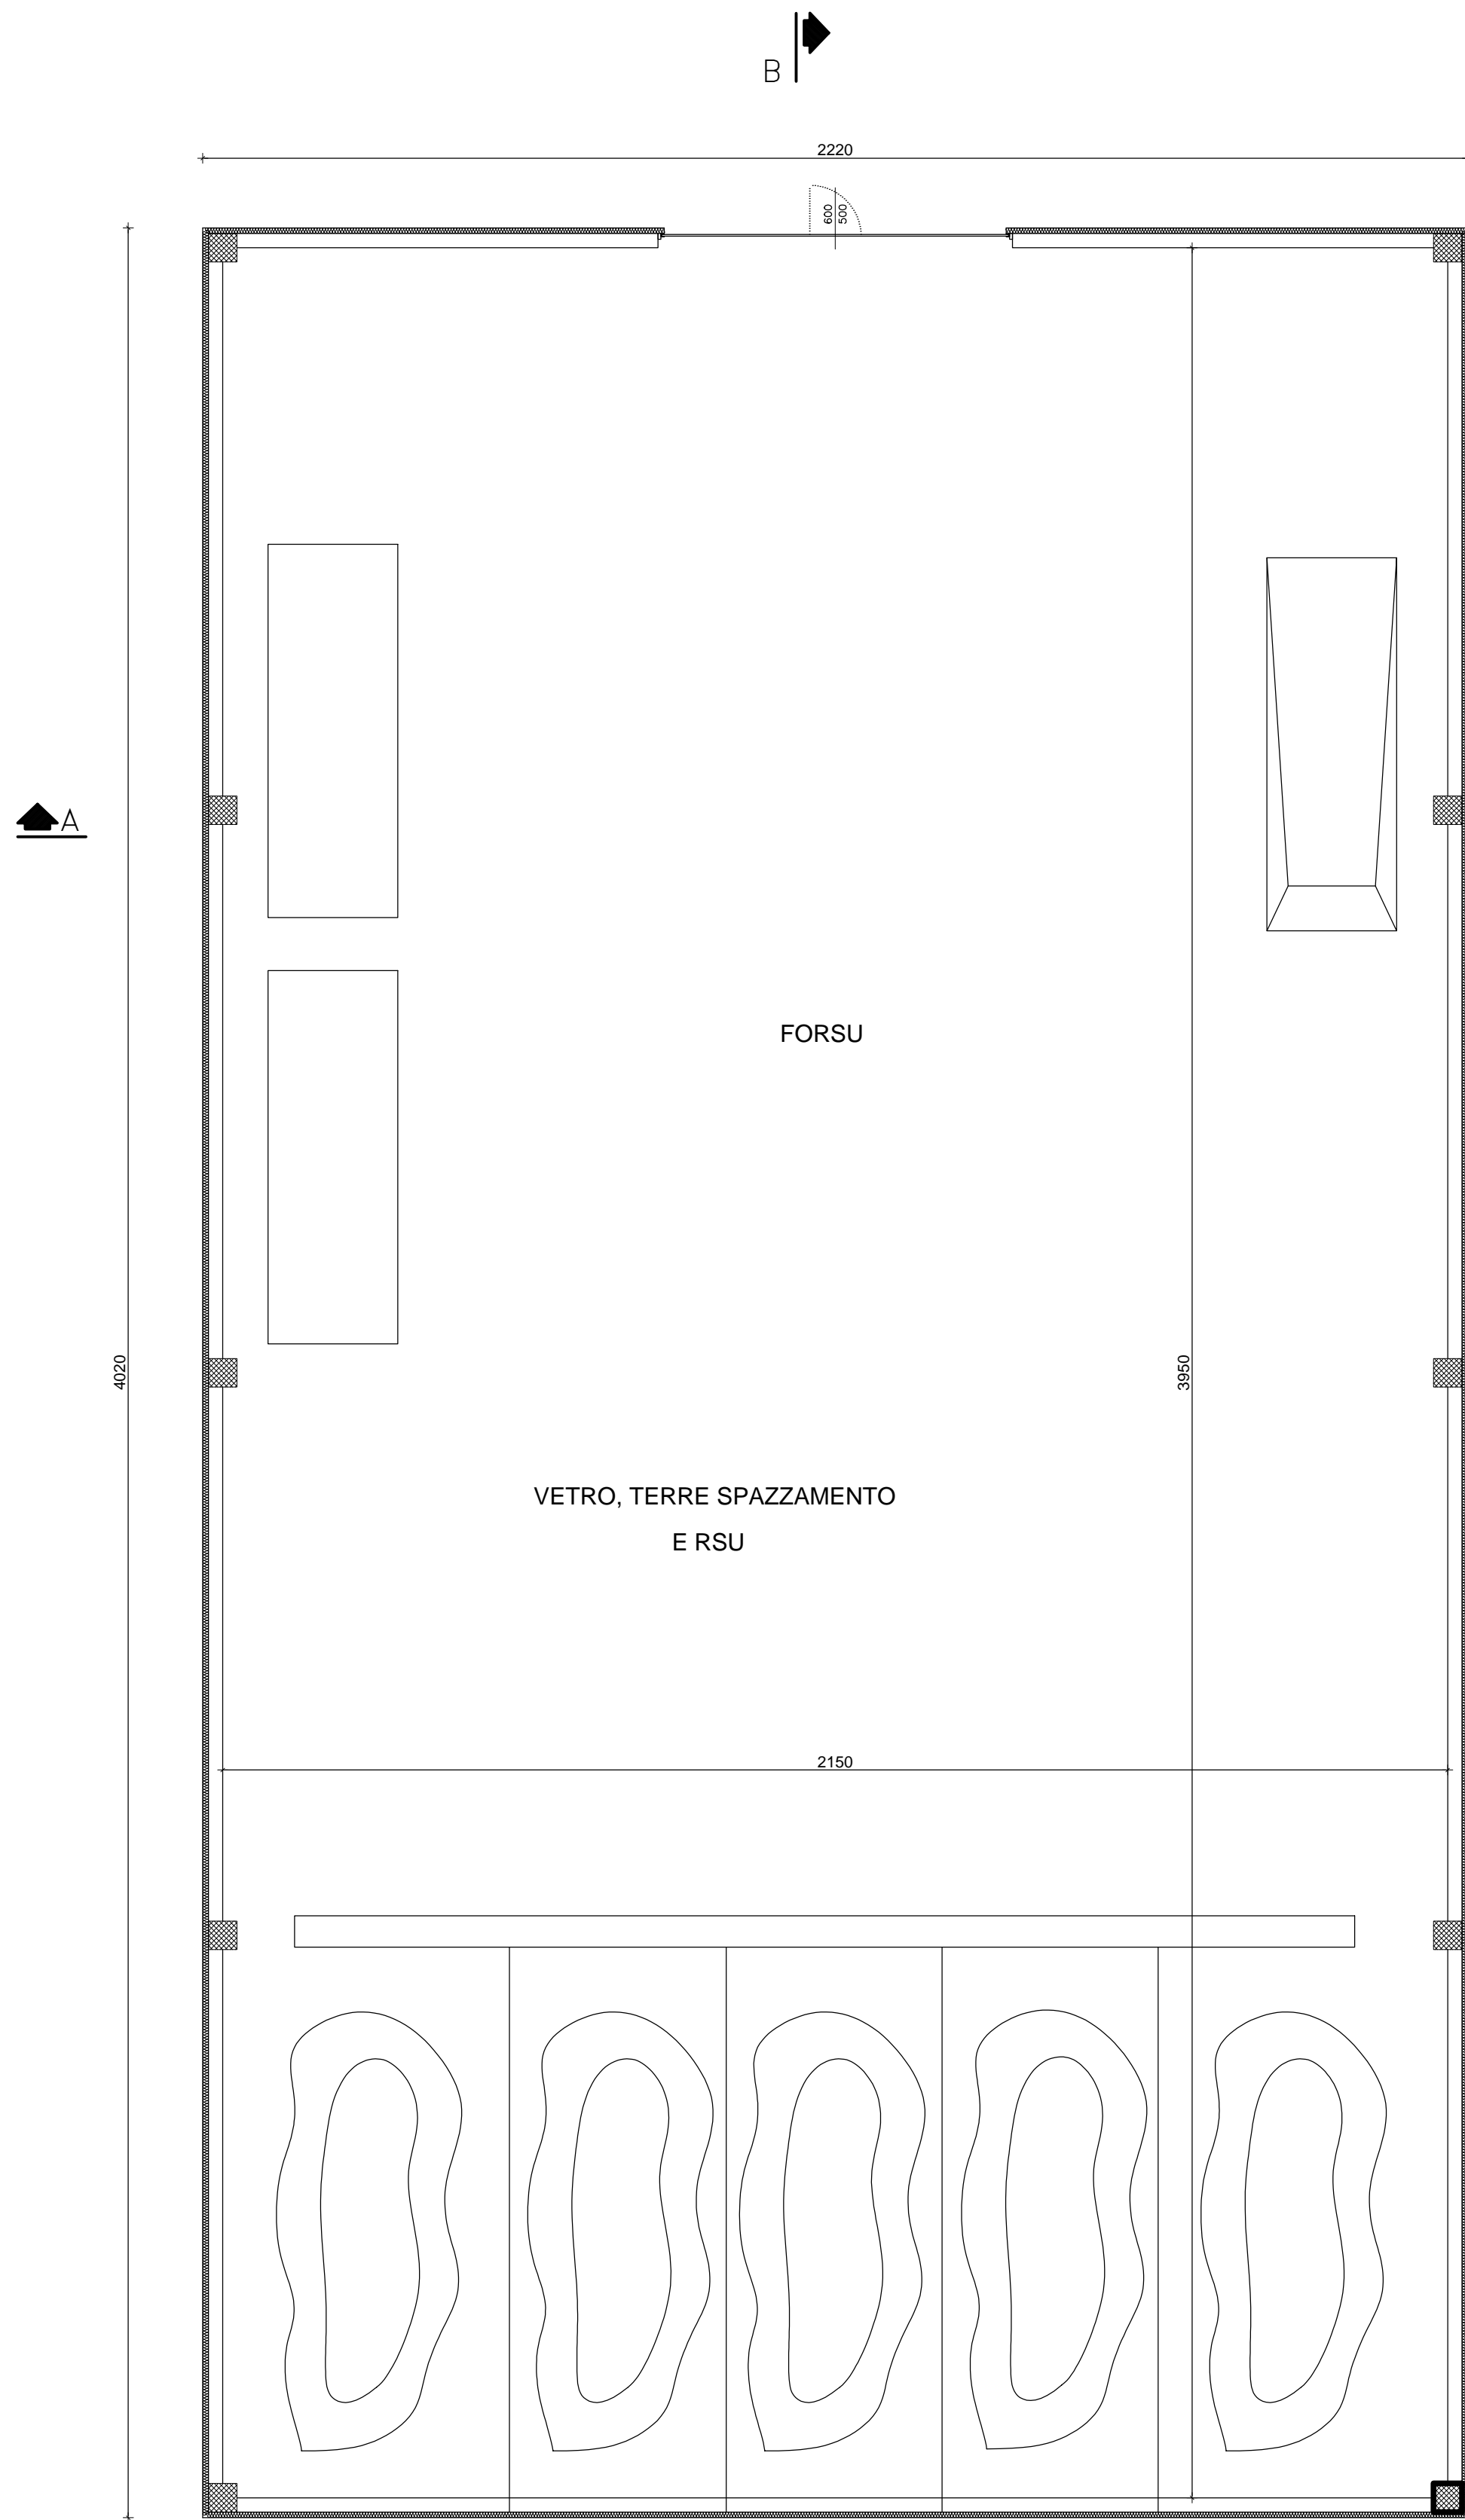 B
2220
600
500
A
FORSU
4020
3950
VETRO, TERRE SPAZZAMENTO
E RSU
2150